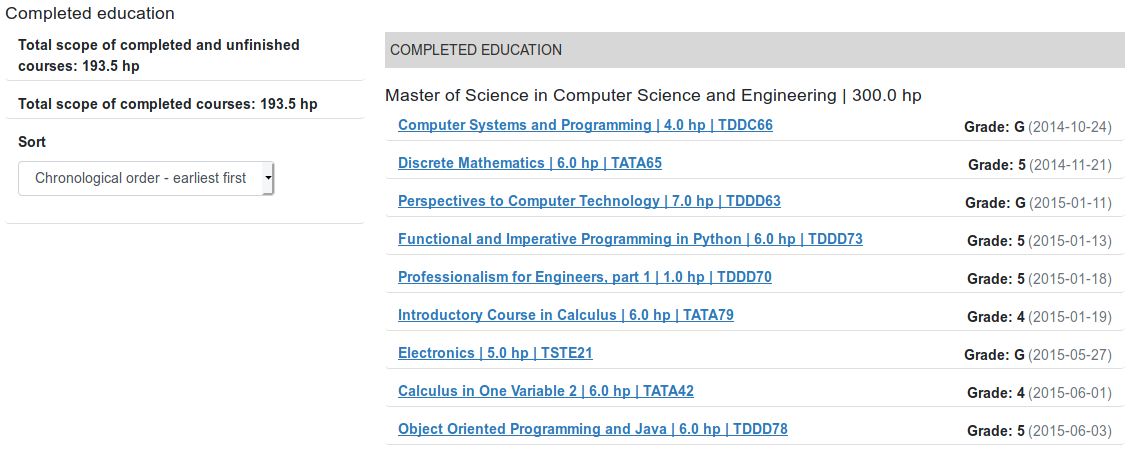 Completed education
Total scope of completed and unfinished
courses: 193.5 hp
Total scope of completed courses: 193.5 hp
Sort
Chronological order - earliest first
COMPLETED EDUCATION
Master of Science in Computer Science and Engineering | 300.0 hp
Computer Systems and Programming | 4.0 hp | TDDC66 Grade: G (2014-10-24)
Discrete Mathematics | 6.0 hp | TATA65 Grade: 5 (2014-11-21)
Perspectives to Computer Technology | 7.0 hp | TDDD63 Grade: G (2015-01-11)
Functional and Imperative Programming in Python | 6.0 hp | TDDD73 Grade: 5 (2015-01-13)
Professionalism for Engineers, part 1 | 1.0 hp | TDDD70 Grade: 5 (2015-01-18)
Introductory Course in Calculus | 6.0 hp | TATA79 Grade: 4 (2015-01-19)
Electronics | 5.0 hp | TSTE21 Grade: G (2015-05-27)
Calculus in One Variable 2 | 6.0 hp | TATA42 Grade: 4 (2015-06-01)
Object Oriented Programming and Java | 6.0 hp | TDDD78 Grade: 5 (2015-06-03)